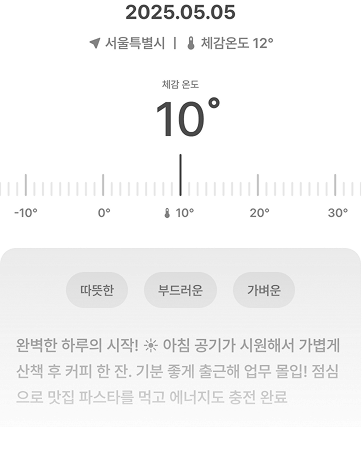 2025.05.05
서울특별시 | 체감온도 12°
체감 온도
10°
-10° 0° 10° 20° 30°
따뜻한 부드러운 가벼운
완벽한 하루의 시작! ☀ 아침 공기가 시원해서 가볍게
산책 후 커피 한 잔. 기분 좋게 출근해 업무 몰입! 점심
으로 맛집 파스타를 먹고 에너지도 충전 완료